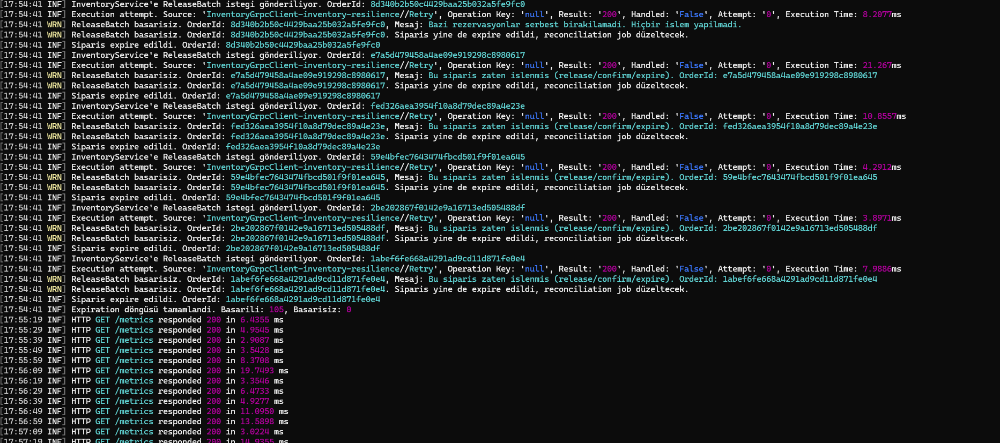 [17:54:41 INF] InventoryService'e ReleaseBatch istegi gönderiliyor. OrderId: 8d340b2b50c4429baa25b032a5fe9fc0
[17:54:41 INF] Execution attempt. Source: 'InventoryGrpcClient-inventory-resilience//Retry', Operation Key: 'null', Result: '200', Handled: 'False', Attempt: '0', Execution Time: 8.2077ms
[17:54:41 WRN] ReleaseBatch basarisiz. OrderId: 8d340b2b50c4429baa25b032a5fe9fc0, Mesaj: Bazi rezervasyonlar serbest birakilamadi. Hiçbir islem yapilmadi.
[17:54:41 WRN] ReleaseBatch basarisiz. OrderId: 8d340b2b50c4429baa25b032a5fe9fc0. Siparis yine de expire edildi, reconciliation job düzeltecek.
[17:54:41 INF] Siparis expire edildi. OrderId: 8d340b2b50c4429baa25b032a5fe9fc0
[17:54:41 INF] InventoryService'e ReleaseBatch istegi gönderiliyor. OrderId: e7a5d479458a4ae09e919298c8980617
[17:54:41 INF] Execution attempt. Source: 'InventoryGrpcClient-inventory-resilience//Retry', Operation Key: 'null', Result: '200', Handled: 'False', Attempt: '0', Execution Time: 21.267ms
[17:54:41 WRN] ReleaseBatch basarisiz. OrderId: e7a5d479458a4ae09e919298c8980617, Mesaj: Bu siparis zaten islenmis (release/confirm/expire). OrderId: e7a5d479458a4ae09e919298c8980617
[17:54:41 WRN] ReleaseBatch basarisiz. OrderId: e7a5d479458a4ae09e919298c8980617. Siparis yine de expire edildi, reconciliation job düzeltecek.
[17:54:41 INF] Siparis expire edildi. OrderId: e7a5d479458a4ae09e919298c8980617
[17:54:41 INF] InventoryService'e ReleaseBatch istegi gönderiliyor. OrderId: fed326aea3954f10a8d79dec89a4e23e
[17:54:41 INF] Execution attempt. Source: 'InventoryGrpcClient-inventory-resilience//Retry', Operation Key: 'null', Result: '200', Handled: 'False', Attempt: '0', Execution Time: 10.8557ms
[17:54:41 WRN] ReleaseBatch basarisiz. OrderId: fed326aea3954f10a8d79dec89a4e23e, Mesaj: Bu siparis zaten islenmis (release/confirm/expire). OrderId: fed326aea3954f10a8d79dec89a4e23e
[17:54:41 WRN] ReleaseBatch basarisiz. OrderId: fed326aea3954f10a8d79dec89a4e23e. Siparis yine de expire edildi, reconciliation job düzeltecek.
[17:54:41 INF] Siparis expire edildi. OrderId: fed326aea3954f10a8d79dec89a4e23e
[17:54:41 INF] InventoryService'e ReleaseBatch istegi gönderiliyor. OrderId: 59e4bfec7643474fbcd501f9f01ea645
[17:54:41 INF] Execution attempt. Source: 'InventoryGrpcClient-inventory-resilience//Retry', Operation Key: 'null', Result: '200', Handled: 'False', Attempt: '0', Execution Time: 4.2912ms
[17:54:41 WRN] ReleaseBatch basarisiz. OrderId: 59e4bfec7643474fbcd501f9f01ea645, Mesaj: Bu siparis zaten islenmis (release/confirm/expire). OrderId: 59e4bfec7643474fbcd501f9f01ea645
[17:54:41 WRN] ReleaseBatch basarisiz. OrderId: 59e4bfec7643474fbcd501f9f01ea645. Siparis yine de expire edildi, reconciliation job düzeltecek.
[17:54:41 INF] Siparis expire edildi. OrderId: 59e4bfec7643474fbcd501f9f01ea645
[17:54:41 INF] InventoryService'e ReleaseBatch istegi gönderiliyor. OrderId: 2be202867f0142e9a16713ed505488df
[17:54:41 INF] Execution attempt. Source: 'InventoryGrpcClient-inventory-resilience//Retry', Operation Key: 'null', Result: '200', Handled: 'False', Attempt: '0', Execution Time: 3.8971ms
[17:54:41 WRN] ReleaseBatch basarisiz. OrderId: 2be202867f0142e9a16713ed505488df, Mesaj: Bu siparis zaten islenmis (release/confirm/expire). OrderId: 2be202867f0142e9a16713ed505488df
[17:54:41 WRN] ReleaseBatch basarisiz. OrderId: 2be202867f0142e9a16713ed505488df. Siparis yine de expire edildi, reconciliation job düzeltecek.
[17:54:41 INF] Siparis expire edildi. OrderId: 2be202867f0142e9a16713ed505488df
[17:54:41 INF] InventoryService'e ReleaseBatch istegi gönderiliyor. OrderId: 1abef6fe668a4291ad9cd11d871fe0e4
[17:54:41 INF] Execution attempt. Source: 'InventoryGrpcClient-inventory-resilience//Retry', Operation Key: 'null', Result: '200', Handled: 'False', Attempt: '0', Execution Time: 7.9886ms
[17:54:41 WRN] ReleaseBatch basarisiz. OrderId: 1abef6fe668a4291ad9cd11d871fe0e4, Mesaj: Bu siparis zaten islenmis (release/confirm/expire). OrderId: 1abef6fe668a4291ad9cd11d871fe0e4
[17:54:41 WRN] ReleaseBatch basarisiz. OrderId: 1abef6fe668a4291ad9cd11d871fe0e4. Siparis yine de expire edildi, reconciliation job düzeltecek.
[17:54:41 INF] Siparis expire edildi. OrderId: 1abef6fe668a4291ad9cd11d871fe0e4
[17:54:41 INF] Expiration döngüsü tamamlandi. Basarili: 105, Basarisiz: 0
[17:55:19 INF] HTTP GET /metrics responded 200 in 6.4355 ms
[17:55:29 INF] HTTP GET /metrics responded 200 in 4.9545 ms
[17:55:39 INF] HTTP GET /metrics responded 200 in 2.9087 ms
[17:55:49 INF] HTTP GET /metrics responded 200 in 3.5428 ms
[17:55:59 INF] HTTP GET /metrics responded 200 in 8.3708 ms
[17:56:09 INF] HTTP GET /metrics responded 200 in 19.7493 ms
[17:56:19 INF] HTTP GET /metrics responded 200 in 3.3546 ms
[17:56:29 INF] HTTP GET /metrics responded 200 in 6.4733 ms
[17:56:39 INF] HTTP GET /metrics responded 200 in 4.9277 ms
[17:56:49 INF] HTTP GET /metrics responded 200 in 11.0950 ms
[17:56:59 INF] HTTP GET /metrics responded 200 in 13.5898 ms
[17:57:09 INF] HTTP GET /metrics responded 200 in 3.0224 ms
[17:57:19 INF] HTTP GET /metrics responded 200 in 14.9355 ms